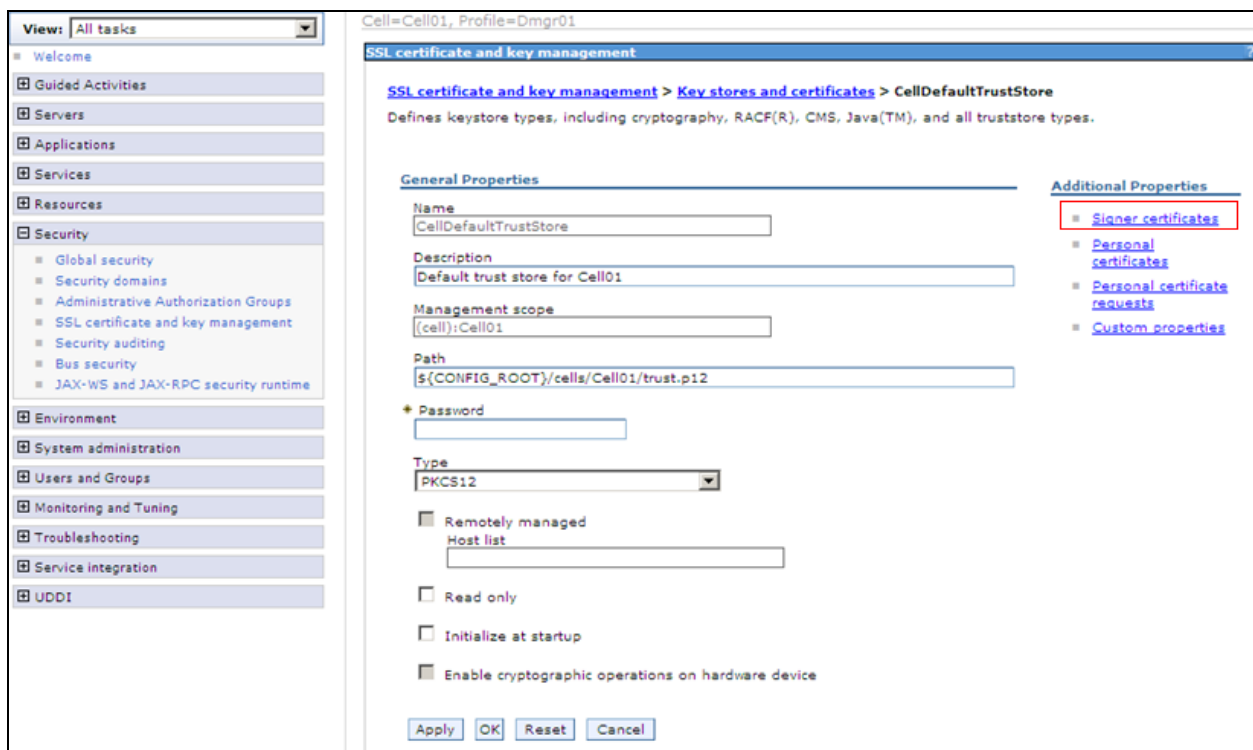 View: All tasks
Welcome
Guided Activities
Servers
Applications
Services
Resources
Security
Global security
Security domains
Administrative Authorization Groups
SSL certificate and key management
Security auditing
Bus security
JAX-WS and JAX-RPC security runtime
Environment
System administration
Users and Groups
Monitoring and Tuning
Troubleshooting
Service integration
UDDI
Cell=Cell01, Profile=Dmgr01
SSL certificate and key management ?
SSL certificate and key management > Key stores and certificates > CellDefaultTrustStore
Defines keystore types, including cryptography, RACF(R), CMS, Java(TM), and all truststore types.
General Properties
Name
CellDefaultTrustStore
Description
Default trust store for Cell01
Management scope
(cell):Cell01
Path
${CONFIG_ROOT}/cells/Cell01/trust.p12
Password
Type
PKCS12
Remotely managed
Host list
Read only
Initialize at startup
Enable cryptographic operations on hardware device
Apply OK Reset Cancel
Additional Properties
Signer certificates
Personal
certificates
Personal certificate
requests
Custom properties